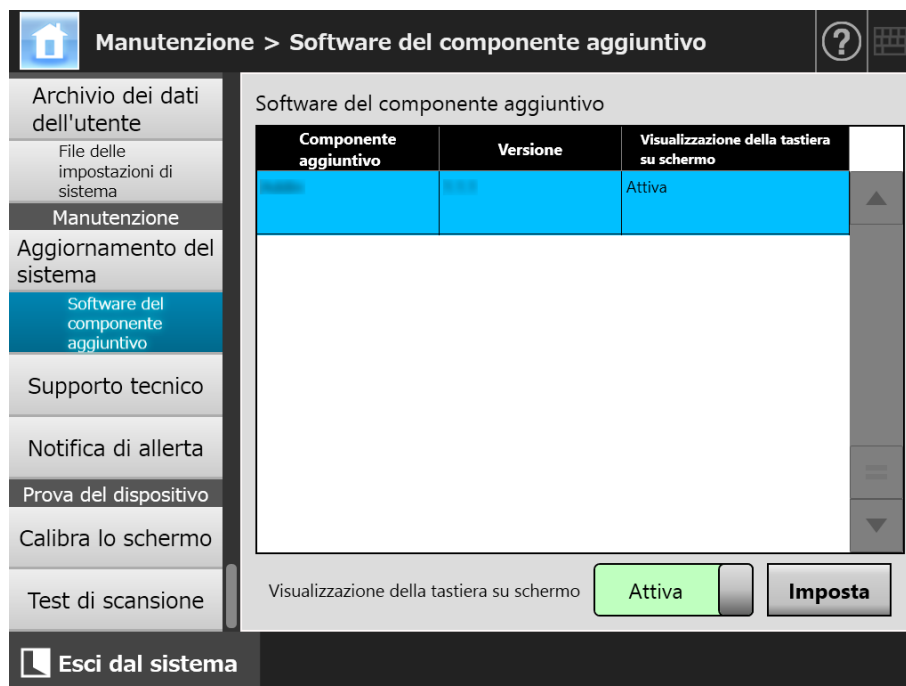 Manutenzione > Software del componente aggiuntivo
?
Archivio dei dati
dell'utente
File delle
impostazioni di
sistema
Manutenzione
Aggiornamento del
sistema
Software del
componente
aggiuntivo
Supporto tecnico
Notifica di allerta
Prova del dispositivo
Calibra lo schermo
Test di scansione
Software del componente aggiuntivo
Componente
aggiuntivo
Versione
Visualizzazione della tastiera
su schermo
Attiva
Visualizzazione della tastiera su schermo
Attiva
Imposta
Esci dal sistema